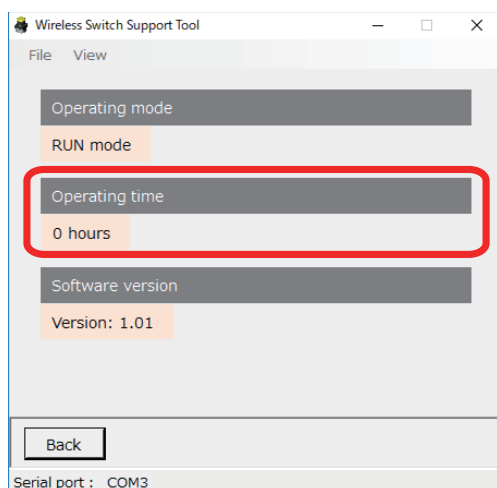 Wireless Switch Support Tool
File View
Operating mode
RUN mode
Operating time
0 hours
Software version
Version: 1.01
Back
Serial port : COM3